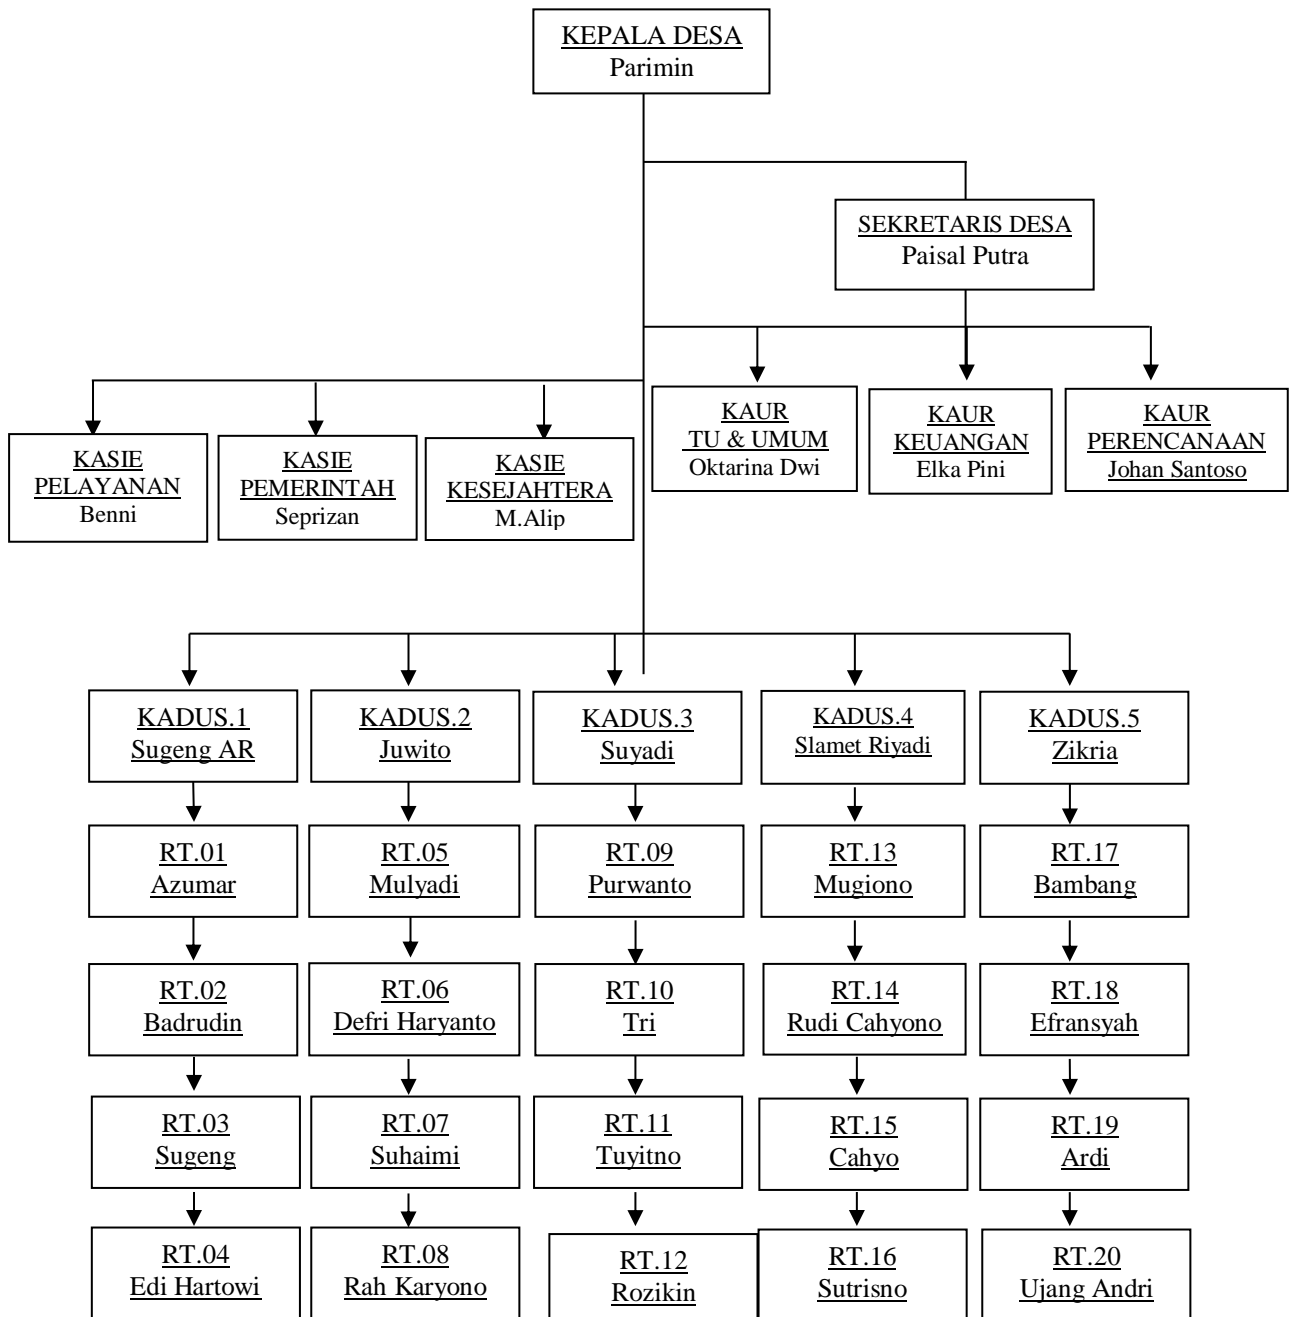 KEPALA DESA
Parimin
SEKRETARIS DESA
Paisal Putra
KAUR
TU & UMUM
Oktarina Dwi
KAUR
KEUANGAN
Elka Pini
KAUR
PERENCANAAN
Johan Santoso
KASIE
PELAYANAN
Benni
KASIE
PEMERINTAH
Seprizan
KASIE
KESEJAHTERA
M.Alip
KADUS.1
Sugeng AR
KADUS.2
Juwito
KADUS.3
Suyadi
KADUS.4
Slamet Riyadi
KADUS.5
Zikria
RT.01
Azumar
RT.05
Mulyadi
RT.09
Purwanto
RT.13
Mugiono
RT.17
Bambang
RT.02
Badrudin
RT.06
Defri Haryanto
RT.10
Tri
RT.14
Rudi Cahyono
RT.18
Efransyah
RT.03
Sugeng
RT.07
Suhaimi
RT.11
Tuyitno
RT.15
Cahyo
RT.19
Ardi
RT.04
Edi Hartowi
RT.08
Rah Karyono
RT.12
Rozikin
RT.16
Sutrisno
RT.20
Ujang Andri